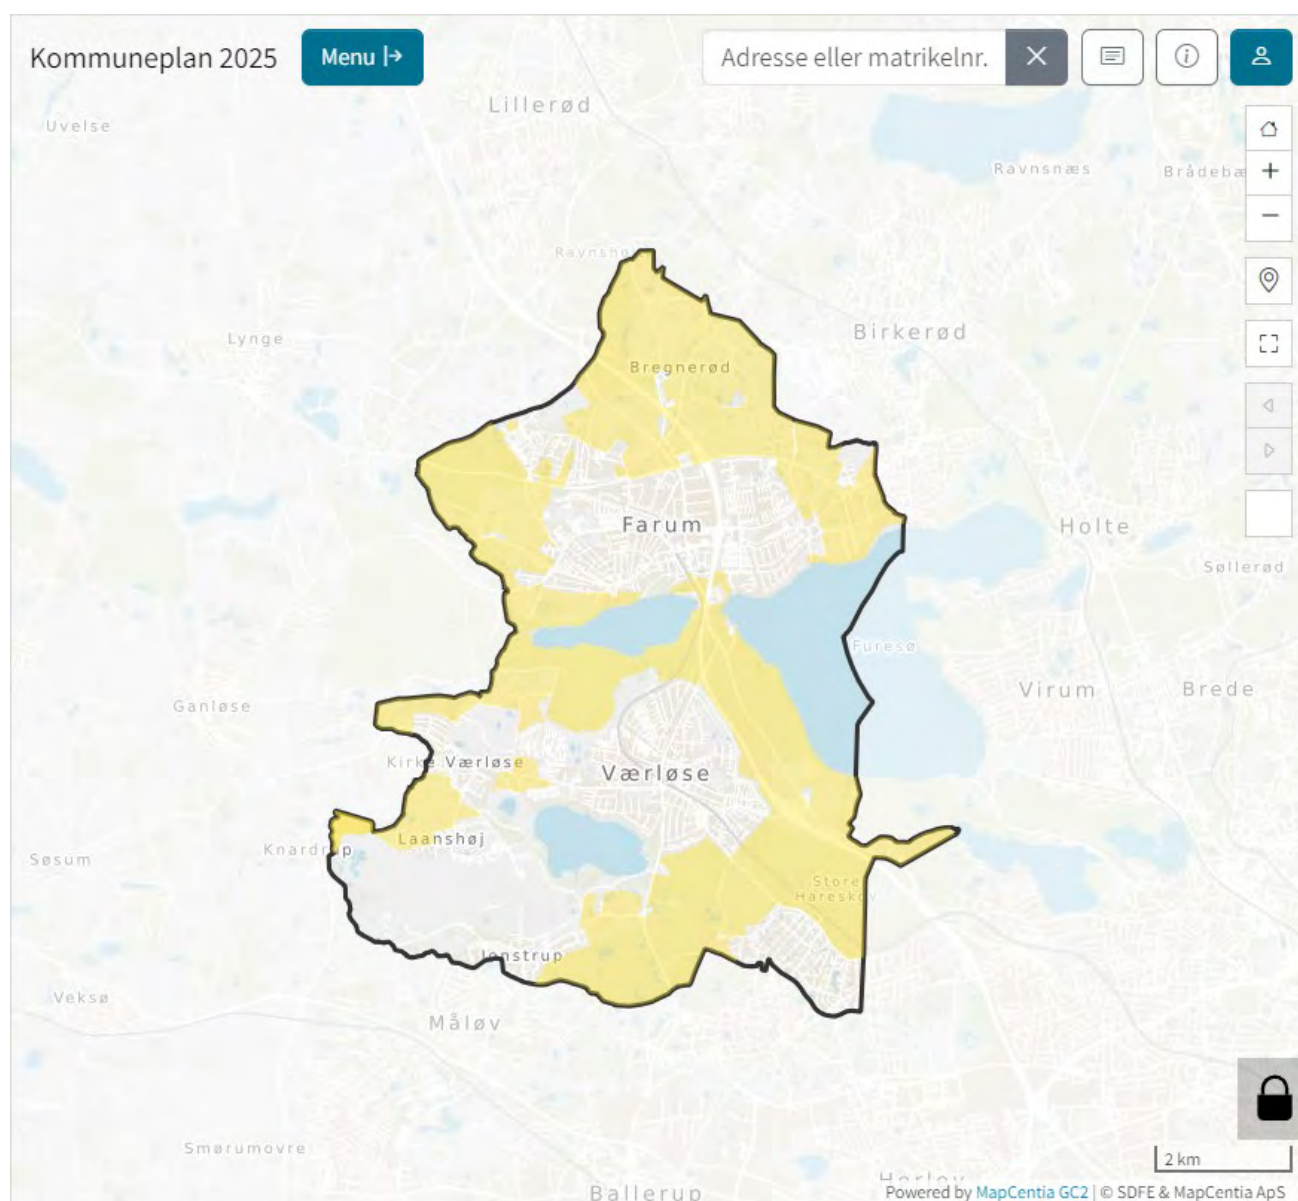 Kommuneplan 2025
Menu
Adresse eller matrikelnr.
Lillerød
Uvelse
Ravnsnæs
Lynge
Birkerød
Bregnerød
Farum
Holte
Søllerød
Furesø
Ganløse
Virum
Brede
Kirke Værløse
Værløse
Laanshøj
Knardrup
Søsum
Store
Hareskov
Jonstrup
Veksø
Måløv
Smørumovre
2 km
Ballerup
Powered by MapCentia GC2 | © SDFE & MapCentia ApS